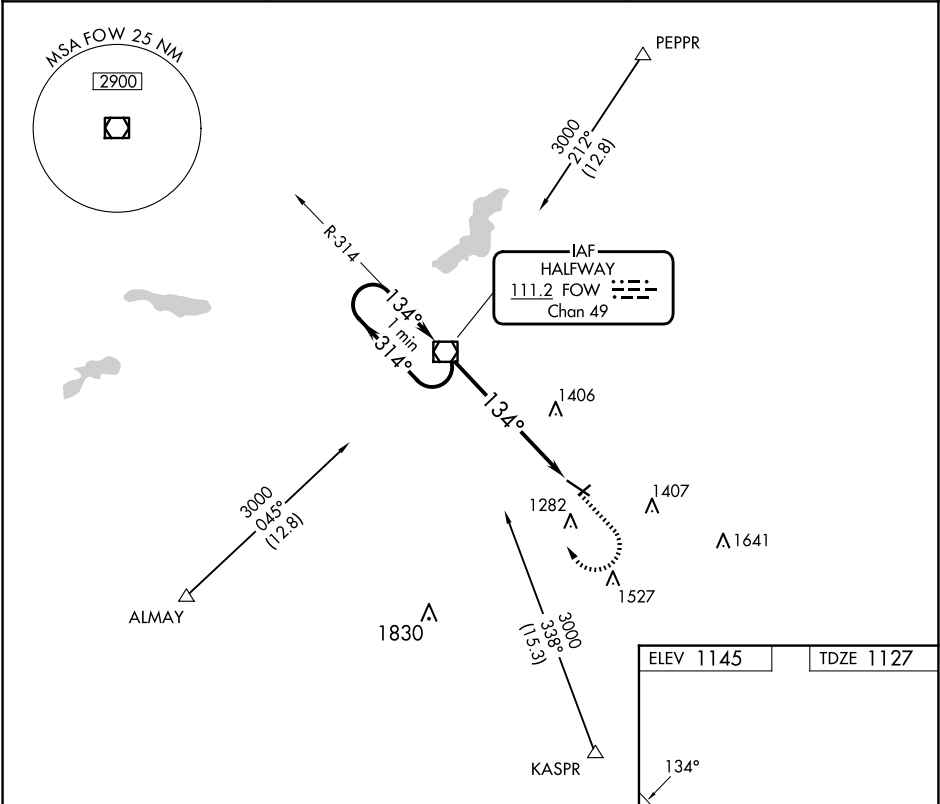 MSA FOW 25 NM
2900
PEPPR
3000
212°
(12.8)
R-314
IAF
HALFWAY
111.2 FOW
Chan 49
134°
1 min
314°
134°
1406
1407
1282
1641
1527
3000
045°
(12.8)
ALMAY
1830
3000
338°
(15.3)
KASPR
ELEV 1145
TDZE 1127
134°